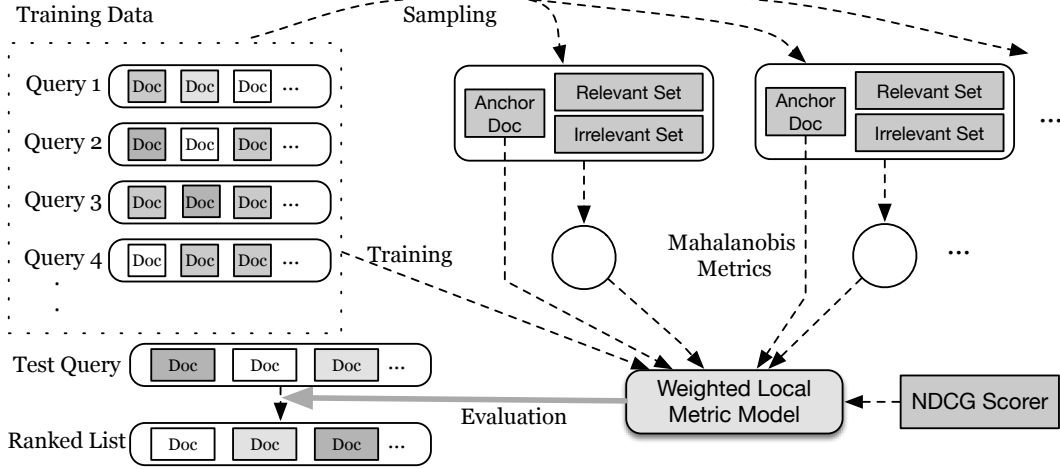 Training Data
Sampling
Query 1 Doc Doc Doc ...
Query 2 Doc Doc Doc ...
Query 3 Doc Doc Doc ...
Query 4 Doc Doc Doc ...
.
.
Anchor Doc
Relevant Set
Irrelevant Set
Anchor Doc
Relevant Set
Irrelevant Set
...
Training
Mahalanobis
Metrics
...
Test Query Doc Doc Doc ...
Weighted Local
Metric Model
NDCG Scorer
Evaluation
Ranked List Doc Doc Doc ...